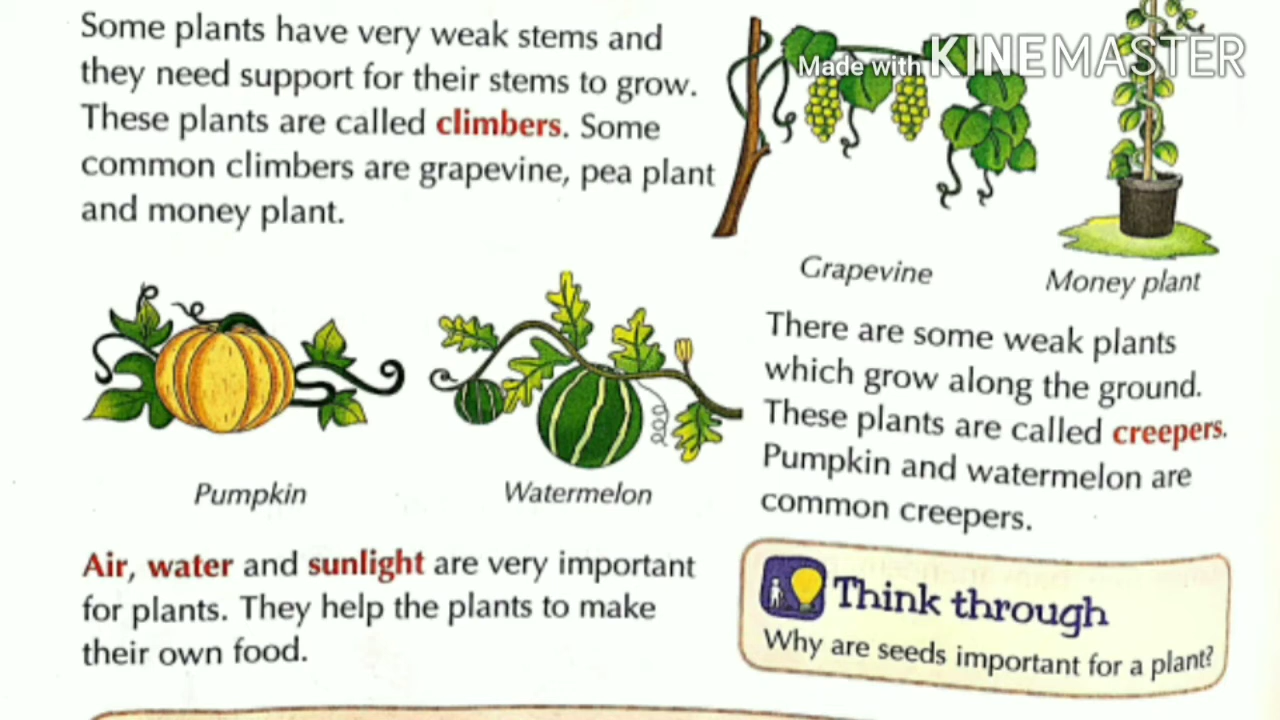 Some plants have very weak stems and
they need support for their stems to grow.
These plants are called climbers. Some
common climbers are grapevine, pea plant
and money plant.
Made with KINEMASTER
Grapevine
Money plant
Pumpkin
Watermelon
There are some weak plants
which grow along the ground.
These plants are called creepers.
Pumpkin and watermelon are
common creepers.
Air, water and sunlight are very important
for plants. They help the plants to make
their own food.
Think through
Why are seeds important for a plant?